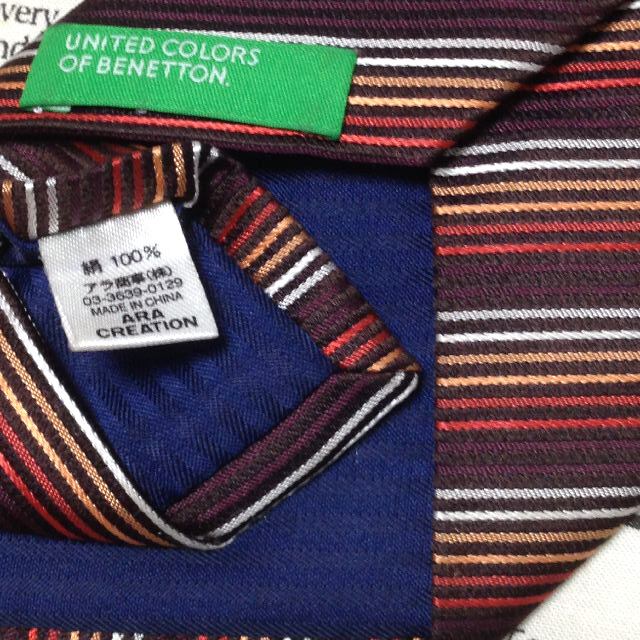 very
UNITED COLORS
OF BENETTON.
絹 100%
アラ商事(株)
03-3639-0129
MADE IN CHINA
ARA
CREATION